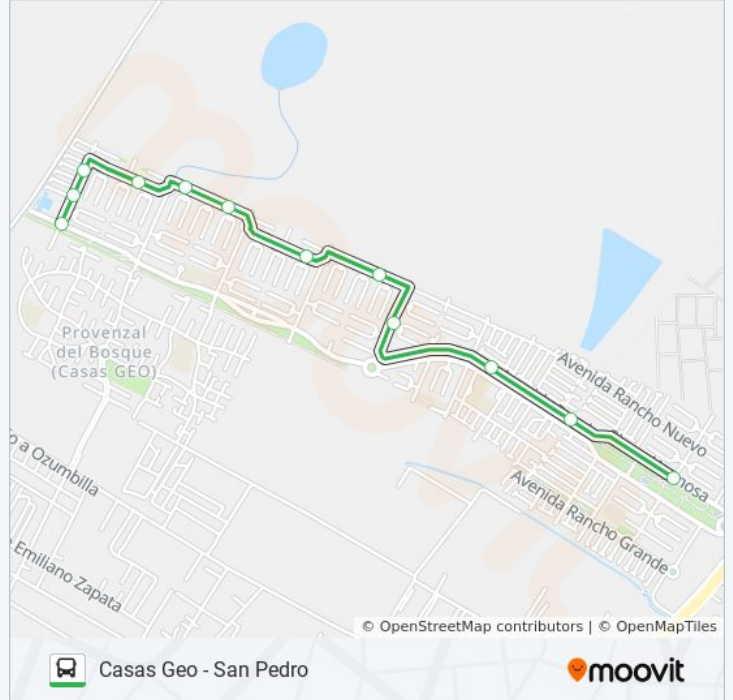 Provenzal
del Bosque
(Casas GEO)
Avenida Rancho Nuevo
o a Ozumbilla
Avenida Rancho Grande
Emiliano Zapata
© OpenStreetMap contributors | © OpenMapTiles
Casas Geo - San Pedro
moovit